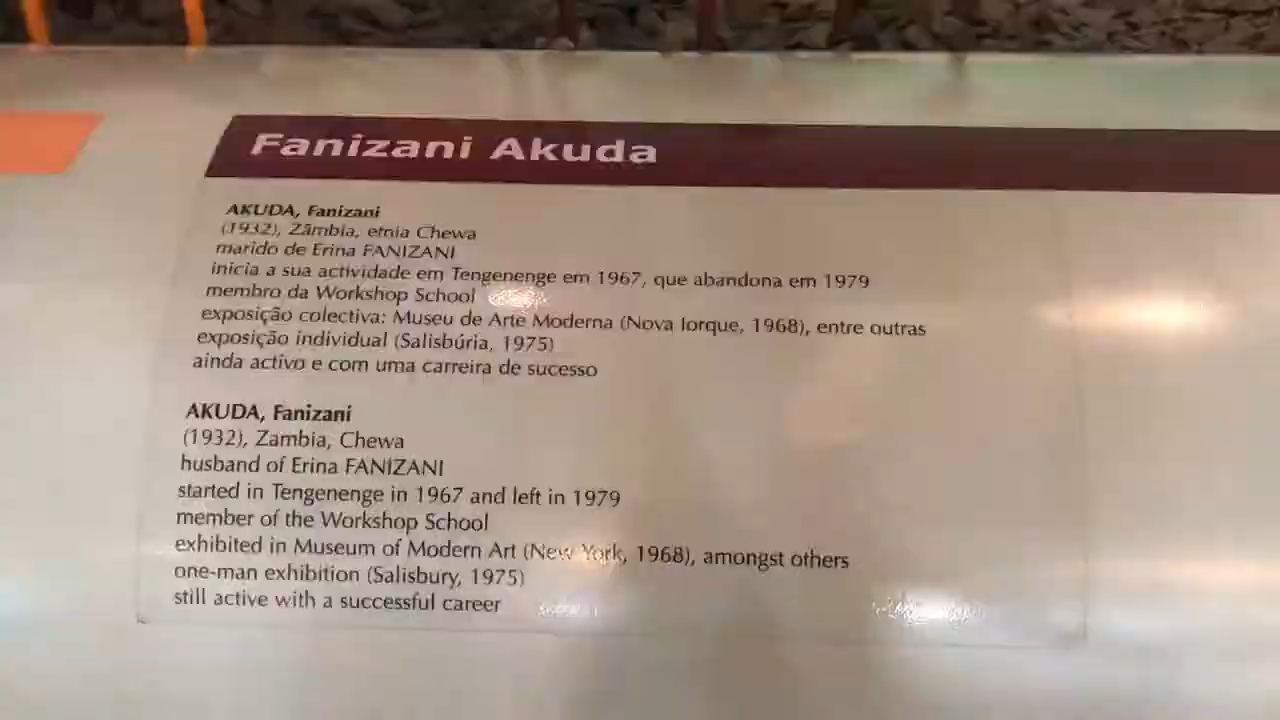 Fanizani Akuda
AKUDA, Fanizani
(1932), Zâmbia, etnia Chewa
marido de Erina FANIZANI
inicia a sua actividade em Tengenenge em 1967, que abandona em 1979
membro da Workshop School
exposição colectiva: Museu de Arte Moderna (Nova Iorque, 1968), entre outras
exposição individual (Salisbúria, 1975)
ainda activo e com uma carreira de sucesso
AKUDA, Fanizani
(1932), Zambia, Chewa
husband of Erina FANIZANI
started in Tengenenge in 1967 and left in 1979
member of the Workshop School
exhibited in Museum of Modern Art (New York, 1968), amongst others
one-man exhibition (Salisbury, 1975)
still active with a successful career